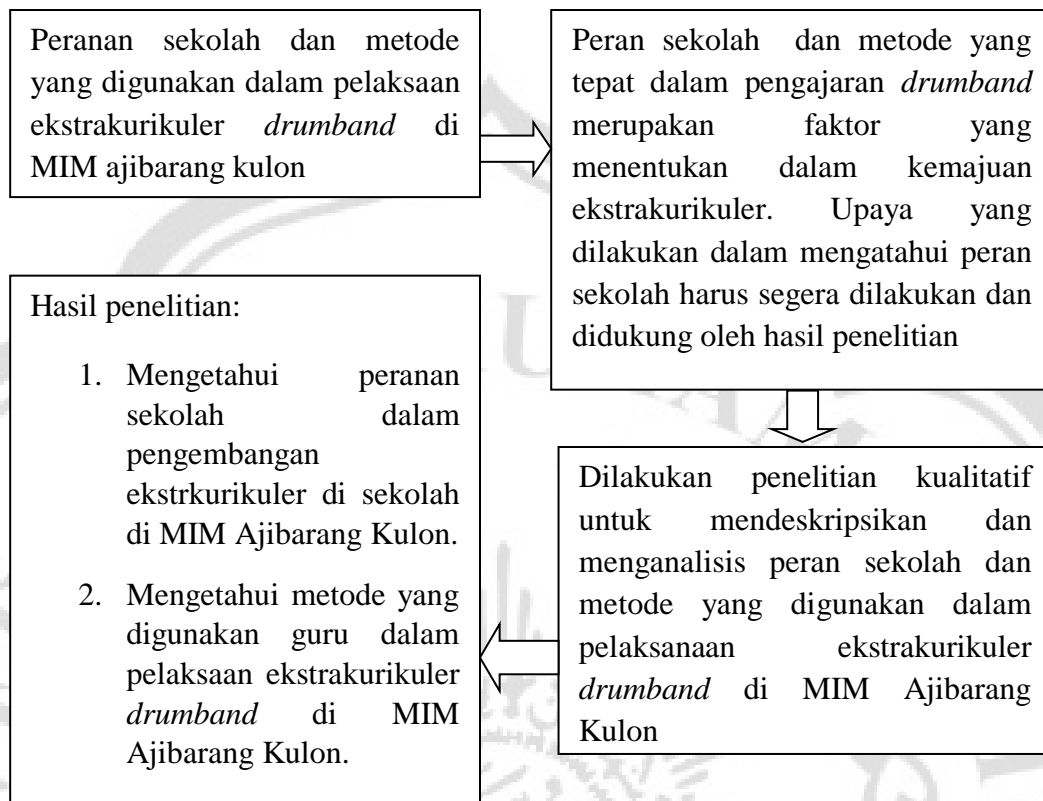 Peranan sekolah dan metode
yang digunakan dalam pelaksaan
ekstrakurikuler drumband di
MIM ajibarang kulon
Peran sekolah dan metode yang
tepat dalam pengajaran drumband
merupakan faktor yang
menentukan dalam kemajuan
ekstrakurikuler. Upaya yang
dilakukan dalam mengatahui peran
sekolah harus segera dilakukan dan
didukung oleh hasil penelitian
Dilakukan penelitian kualitatif
untuk mendeskripsikan dan
menganalisis peran sekolah dan
metode yang digunakan dalam
pelaksanaan ekstrakurikuler
drumband di MIM Ajibarang
Kulon
Hasil penelitian:
1. Mengetahui peranan
sekolah dalam
pengembangan
ekstrkurikuler di sekolah
di MIM Ajibarang Kulon.
2. Mengetahui metode yang
digunakan guru dalam
pelaksaan ekstrakurikuler
drumband di MIM
Ajibarang Kulon.